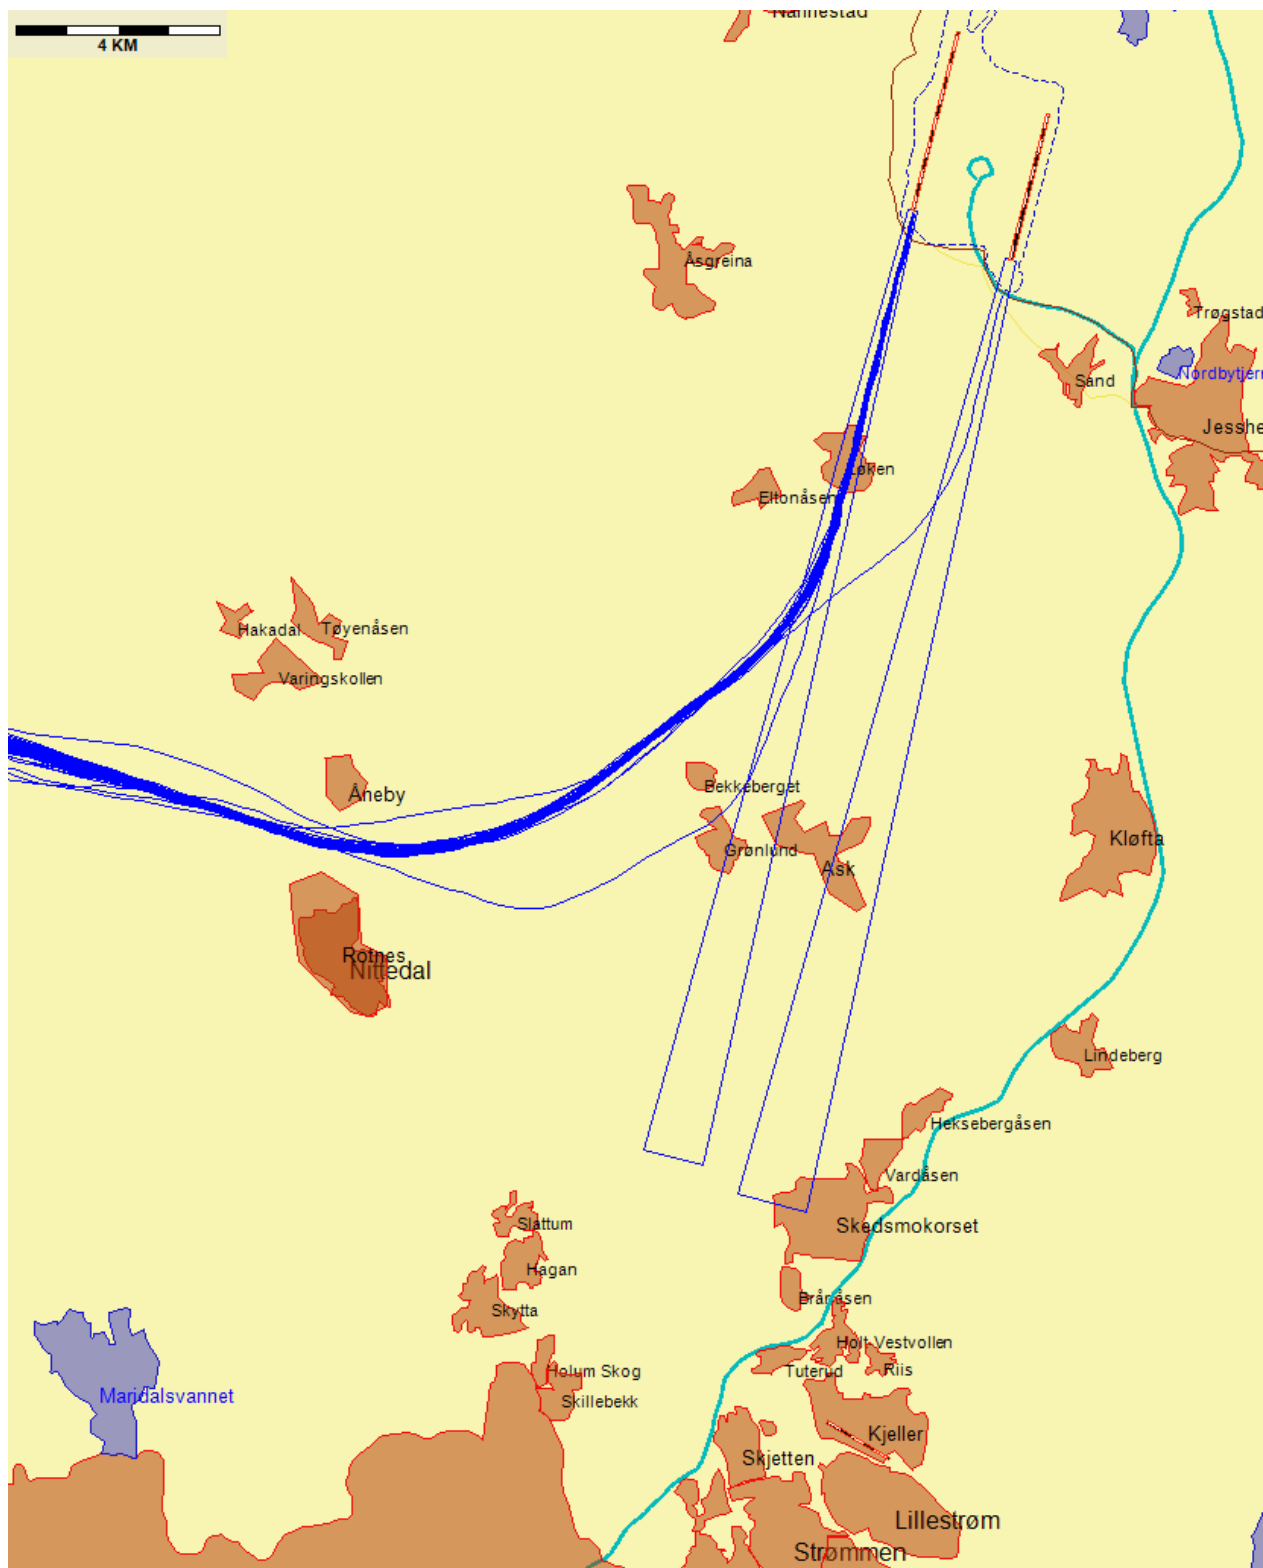 Nannestad
4 KM
Åsgreina
Trøgstad
Nordbytjern
Sand
Jesshe
Løken
Eltonåsen
Hakadal
Tøyenåsen
Varingskollen
Bekkeberget
Åneby
Kløfta
Grønlund
Ask
Rotnes
Nittedal
Lindeberg
Heksebergåsen
Vardåsen
Slattum
Skedsmokorset
Hagan
Brånåsen
Skytta
Holt-Vestvollen
Holum Skog
Tuterud
Riis
Maridalsvannet
Skillebekk
Kjeller
Skjetten
Lillestrøm
Strømmen